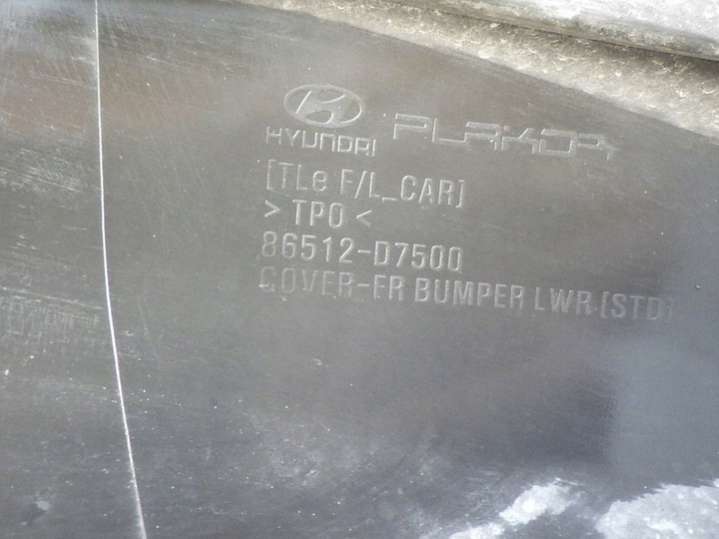 HYUNDAI PLAKOR
[TLe F/L_CAR]
> TPO <
86512-D7500
COVER-FR BUMPER LWR [STD]